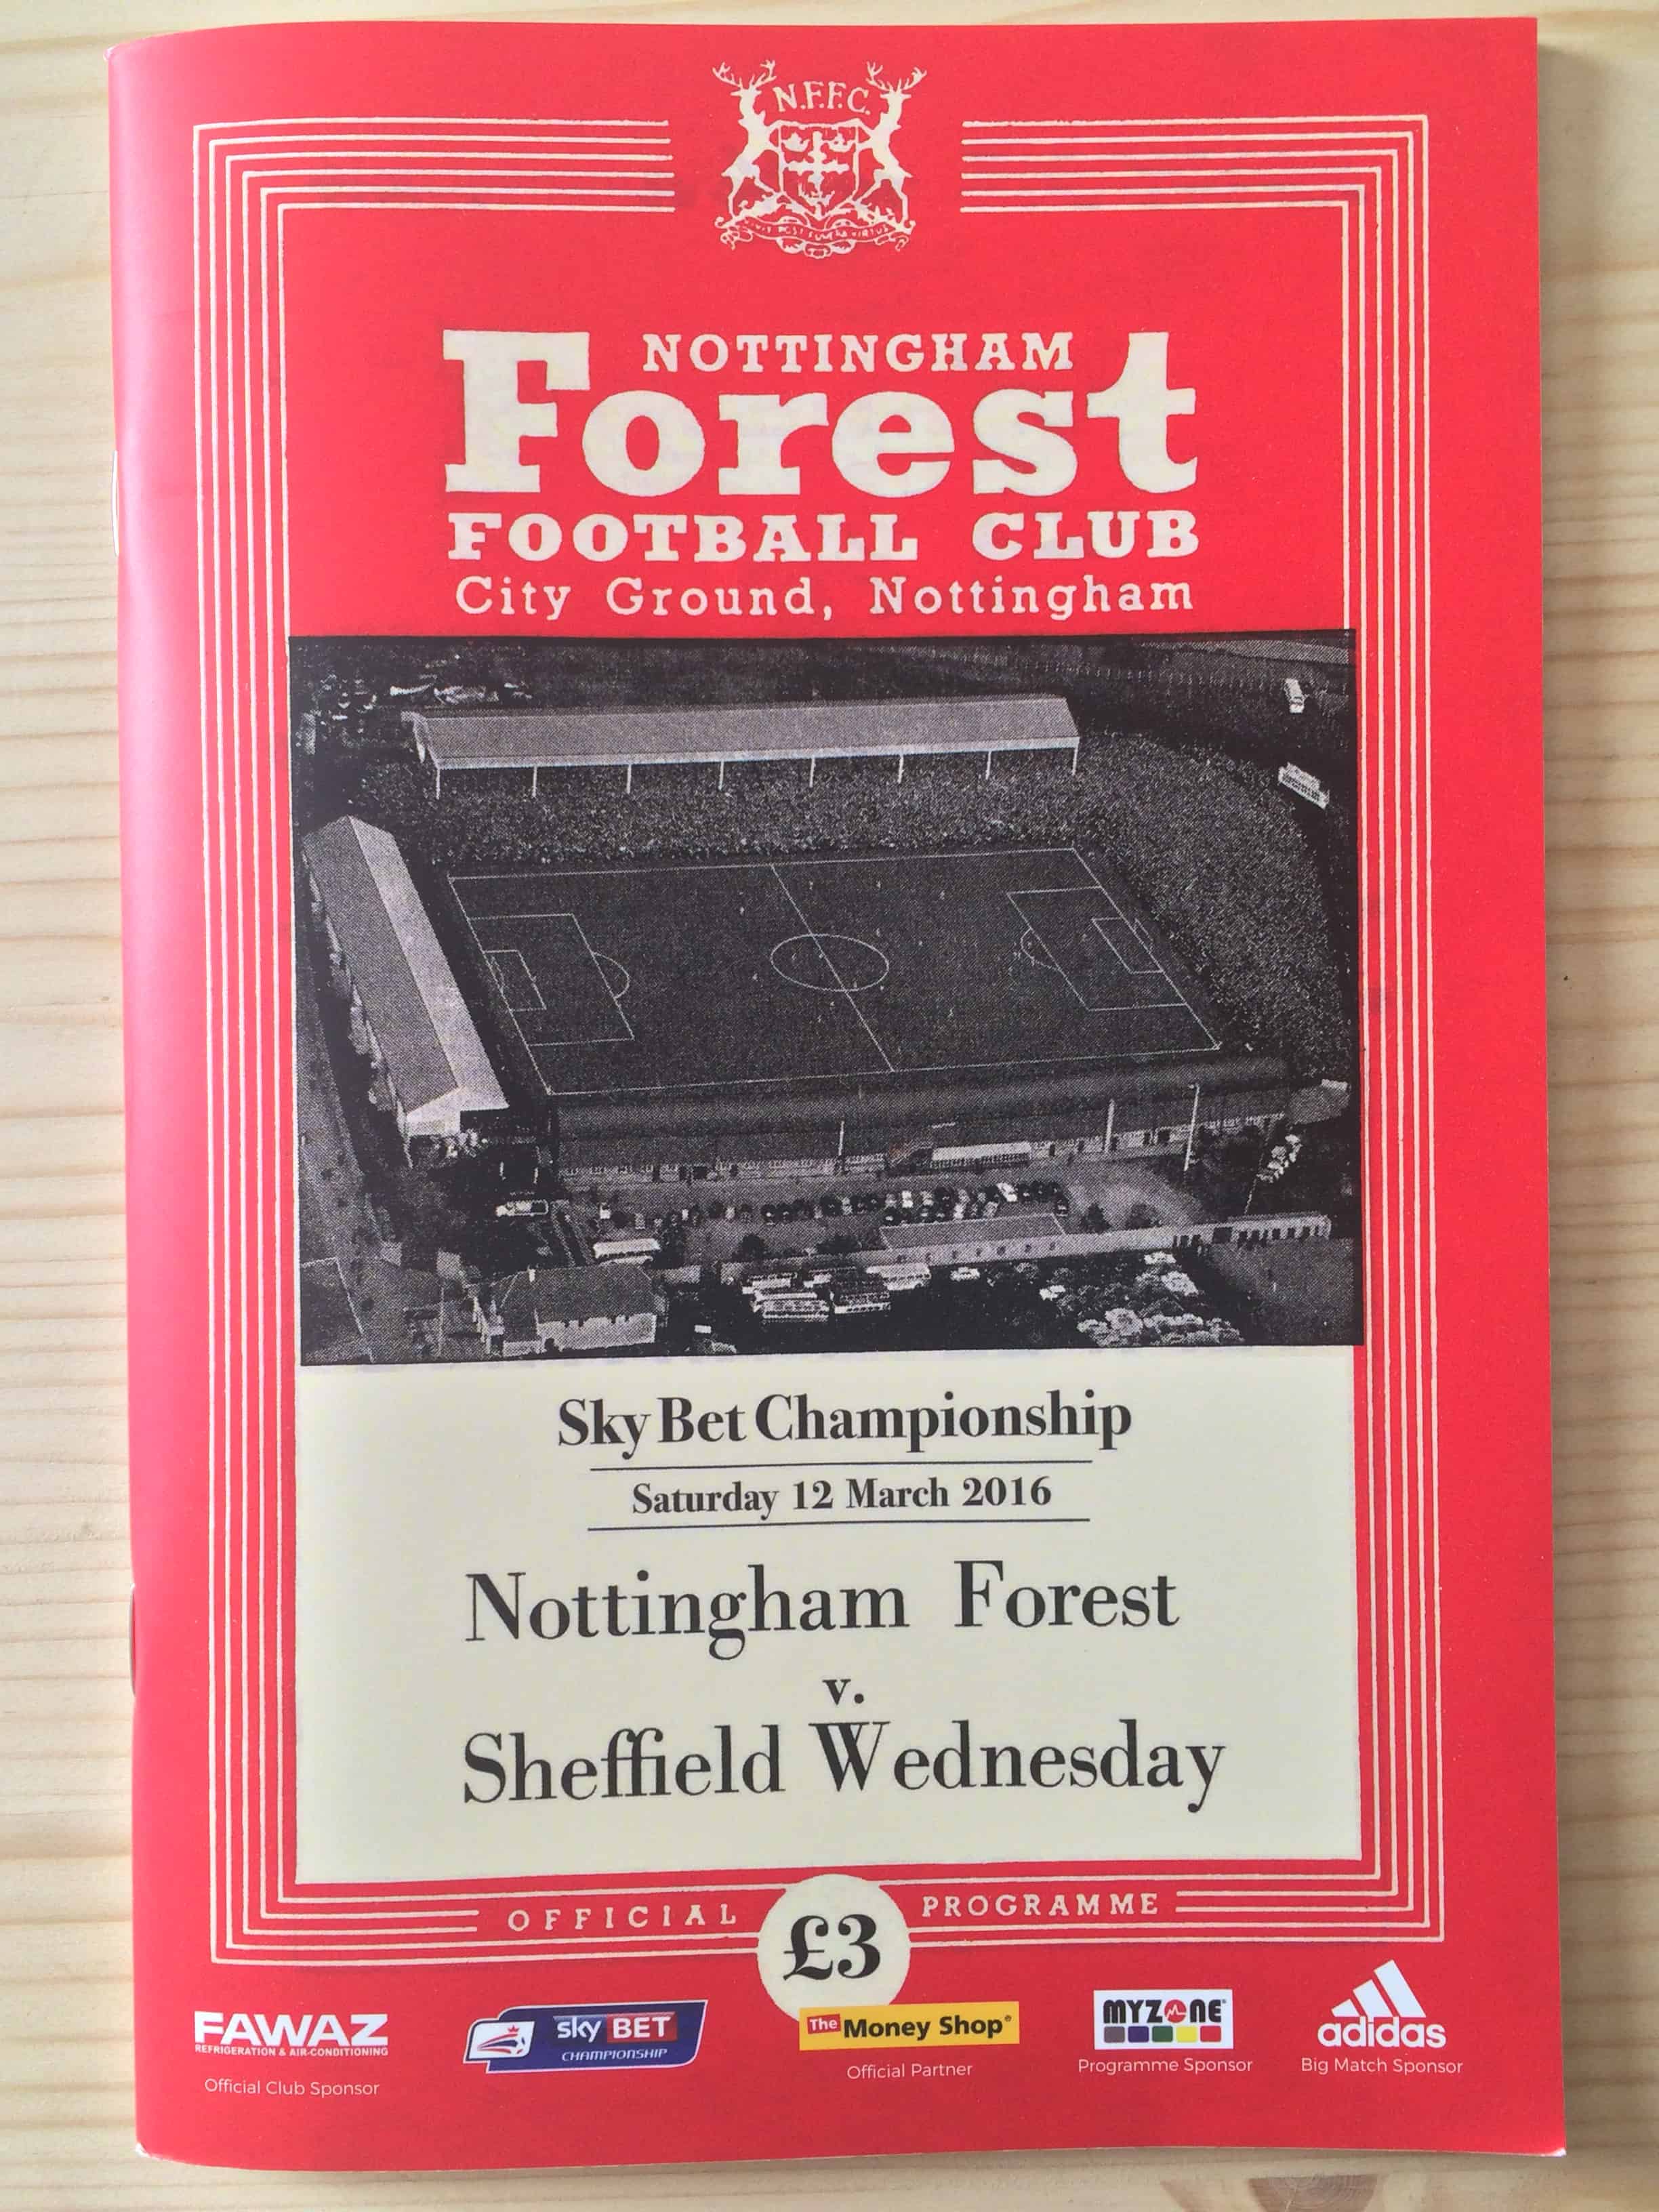 N.F.F.C.
NOTTINGHAM
Forest
FOOTBALL CLUB
City Ground, Nottingham
Sky Bet Championship
Saturday 12 March 2016
Nottingham Forest
v.
Sheffield Wednesday
OFFICIAL £3 PROGRAMME
FAWAZ
REFRIGERATION & AIR-CONDITIONING
Official Club Sponsor
sky BET
CHAMPIONSHIP
The Money Shop®
Official Partner
MYZONE®
Programme Sponsor
adidas
Big Match Sponsor